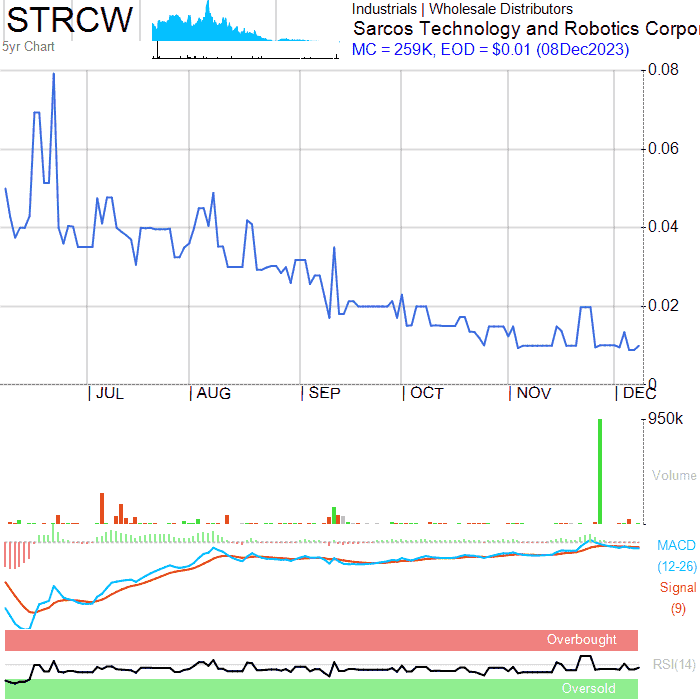 STRCW
5yr Chart
Industrials | Wholesale Distributors
Sarcos Technology and Robotics Corpor
MC = 259K, EOD = $0.01 (08Dec2023)
0.08
0.06
0.04
0.02
0
JUL
AUG
SEP
OCT
NOV
DEC
950k
Volume
MACD
(12-26)
Signal
(9)
Overbought
RSI(14)
Oversold